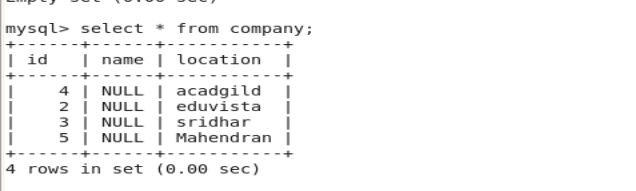 Empty set (0.00 sec)
mysql> select * from company;
+------+------+-----------+
| id   | name | location  |
+------+------+-----------+
|    4 | NULL | acadgild  |
|    2 | NULL | eduvista  |
|    3 | NULL | sridhar   |
|    5 | NULL | Mahendran |
+------+------+-----------+
4 rows in set (0.00 sec)